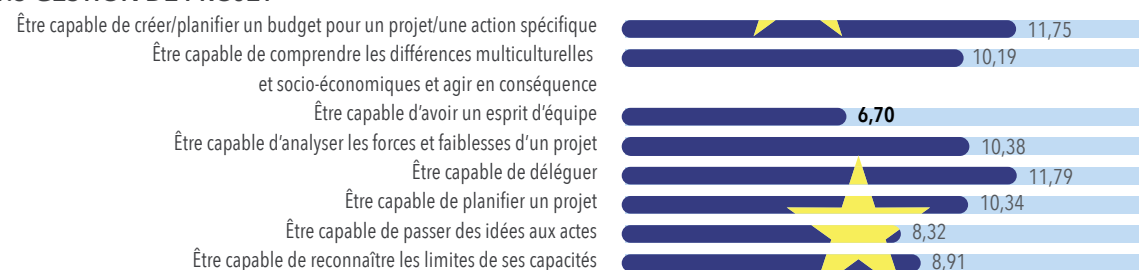 Être capable de créer/planifier un budget pour un projet/une action spécifique 11,75
Être capable de comprendre les différences multiculturelles 10,19
et socio-économiques et agir en conséquence
Être capable d'avoir un esprit d'équipe 6,70
Être capable d'analyser les forces et faiblesses d'un projet 10,38
Être capable de déléguer 11,79
Être capable de planifier un projet 10,34
Être capable de passer des idées aux actes 8,32
Être capable de reconnaître les limites de ses capacités 8,91